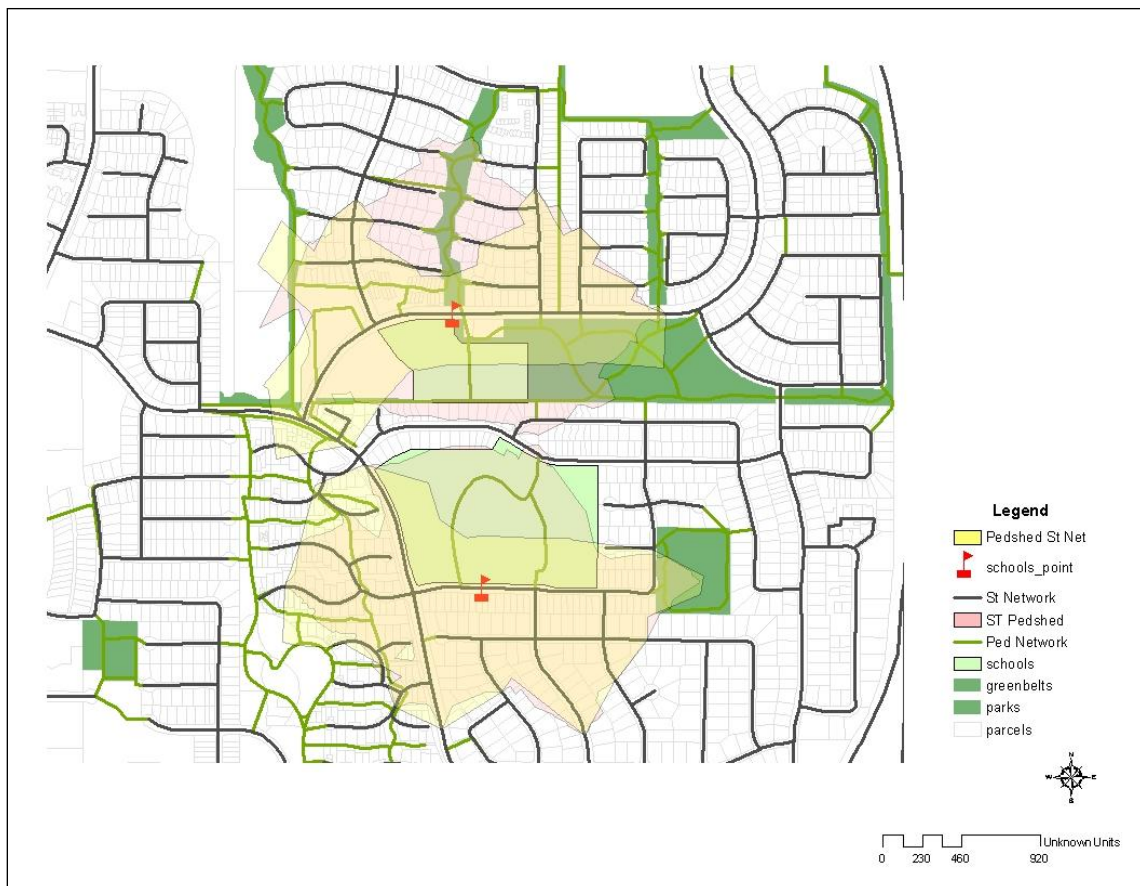 Legend
Pedshed St Net
schools_point
St Network
ST Pedshed
Ped Network
schools
greenbelts
parks
parcels
N
W E
S
Unknown Units
0 230 460 920